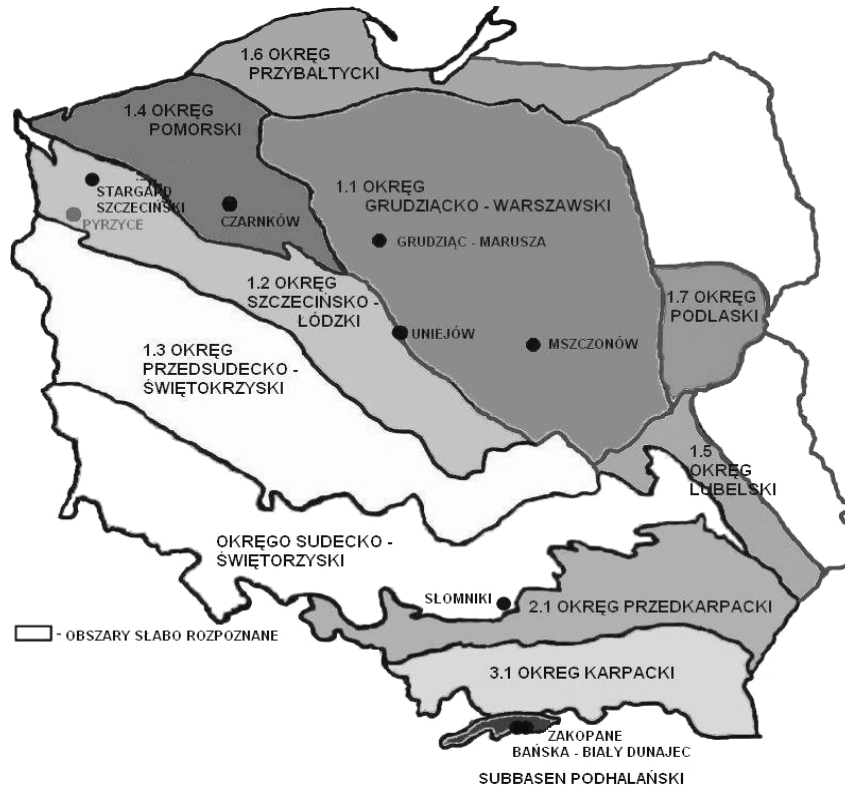 1.6 OKRĘG
PRZYBAŁTYCKI
1.4 OKRĘG
POMORSKI
1.1 OKRĘG
GRUDZIĄCKO - WARSZAWSKI
STARGARD
SZCZECIŃSKI
PYRZYCE
CZARNKÓW
GRUDZIĄC - MARUSZA
1.2 OKRĘG
SZCZECIŃSKO -
ŁÓDZKI
1.7 OKRĘG
PODLASKI
UNIEJÓW
MSZCZONÓW
1.3 OKRĘG
PRZEDSUDECKO -
ŚWIĘTOKRZYSKI
1.5
OKRĘG
LUBELSKI
OKRĘGO SUDECKO -
ŚWIĘTORZYSKI
SŁOMNIKI
2.1 OKRĘG PRZEDKARPACKI
- OBSZARY SŁABO ROZPOZNANE
3.1 OKREG KARPACKI
ZAKOPANE
BAŃSKA - BIAŁY DUNAJEC
SUBBASEN PODHALAŃSKI